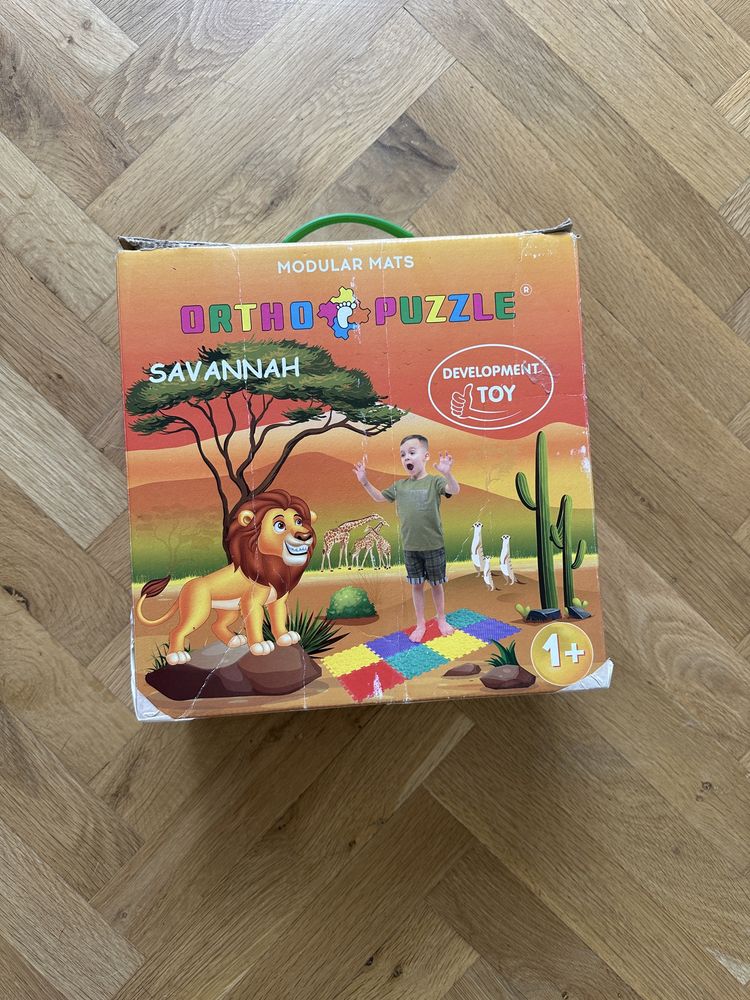 MODULAR MATS
ORTHO PUZZLE®
SAVANNAH
DEVELOPMENT
TOY
1+